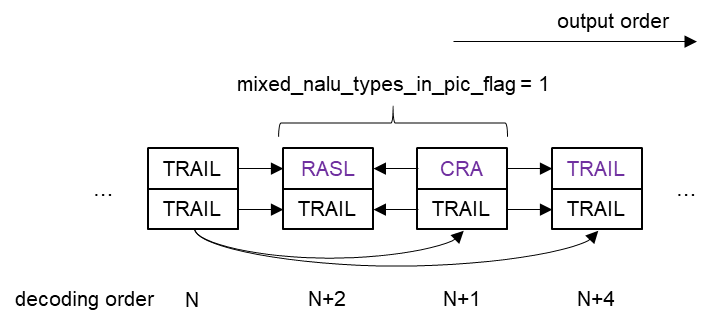 output order
mixed_nalu_types_in_pic_flag = 1
TRAIL RASL CRA TRAIL
... ...
TRAIL TRAIL TRAIL TRAIL
decoding order N N+2 N+1 N+4